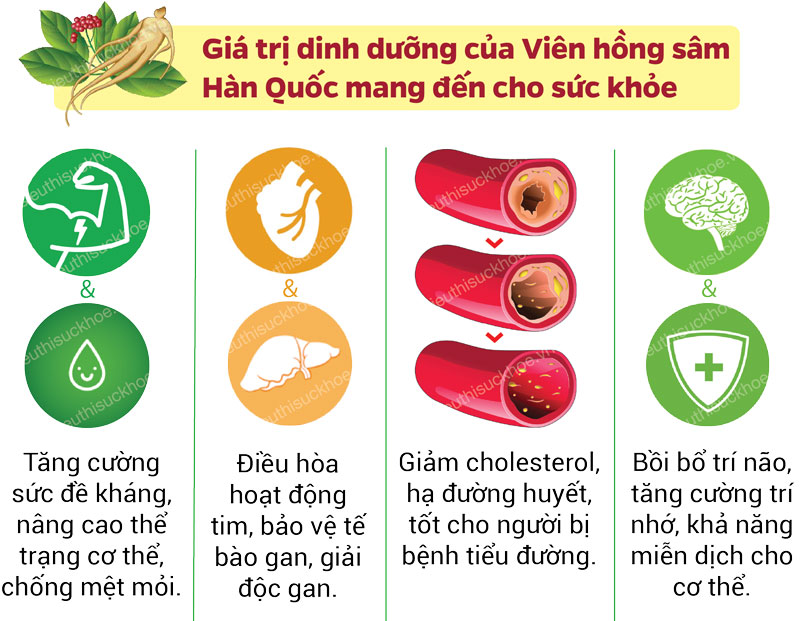 Giá trị dinh dưỡng của Viên hồng sâm
Hàn Quốc mang đến cho sức khỏe
&
Tăng cường
sức đề kháng,
nâng cao thể
trạng cơ thể,
chống mệt mỏi.
&
Điều hòa
hoạt động
tim, bảo vệ tế
bào gan, giải
độc gan.
Giảm cholesterol,
hạ đường huyết,
tốt cho người bị
bệnh tiểu đường.
&
Bồi bổ trí não,
tăng cường trí
nhớ, khả năng
miễn dịch cho
cơ thể.